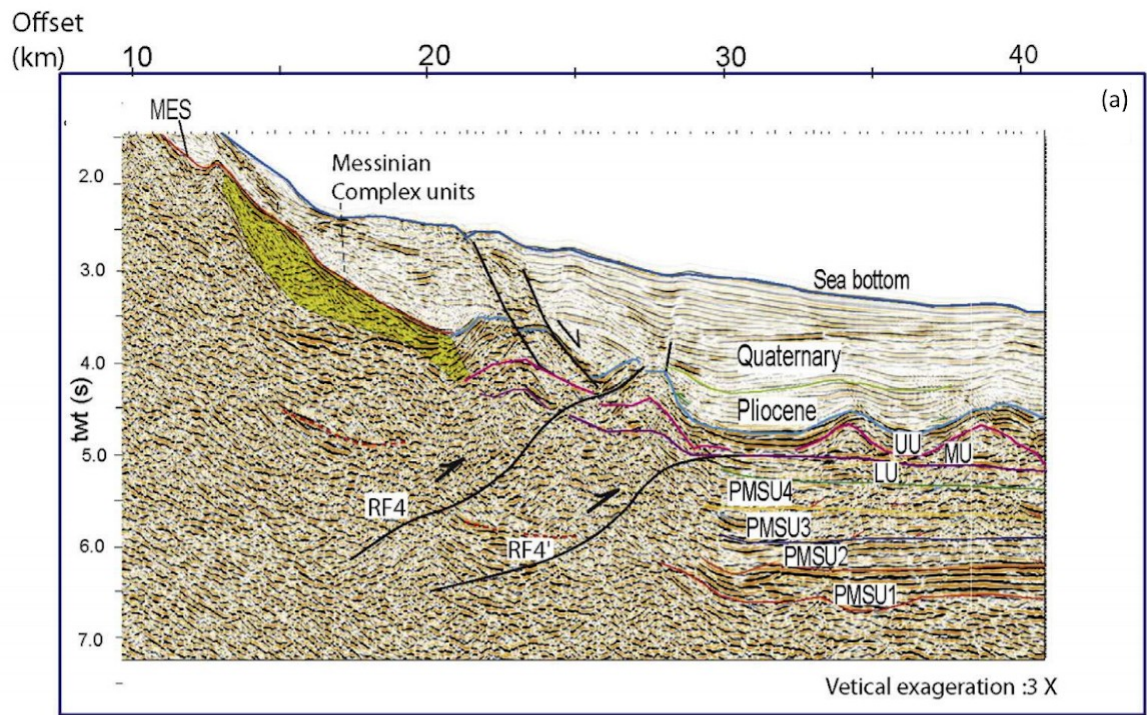 Offset
(km)
10
20
30
40
(a)
MES
Messinian
Complex units
2.0
3.0
4.0
5.0
6.0
7.0
twt (s)
Sea bottom
Quaternary
Pliocene
UU
MU
LU
PMSU4
PMSU3
PMSU2
PMSU1
RF4
RF4'
Vetical exageration :3 X